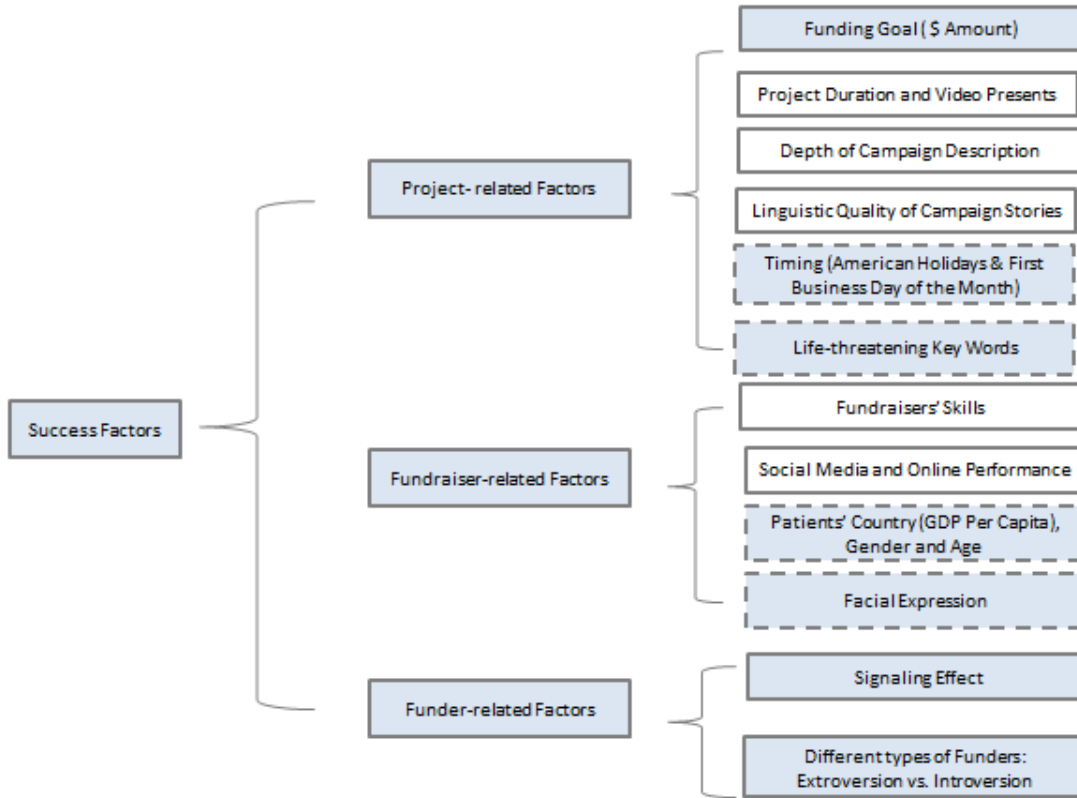 Funding Goal ( $ Amount)
Project Duration and Video Presents
Depth of Campaign Description
Project- related Factors
Linguistic Quality of Campaign Stories
Timing (American Holidays & First
Business Day of the Month)
Life-threatening Key Words
Success Factors
Fundraisers' Skills
Fundraiser-related Factors
Social Media and Online Performance
Patients' Country (GDP Per Capita),
Gender and Age
Facial Expression
Signaling Effect
Funder-related Factors
Different types of Funders:
Extroversion vs. Introversion